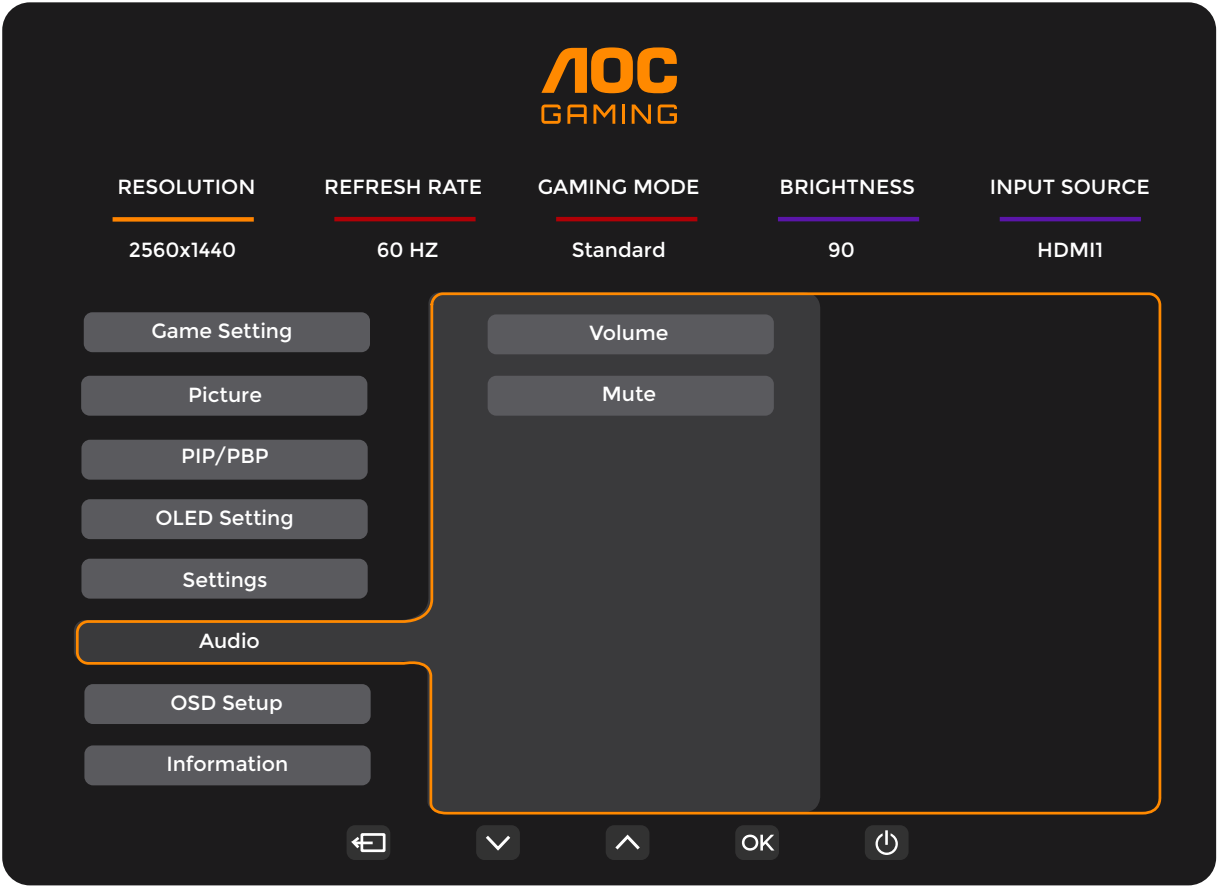 AOC
GAMING
RESOLUTION REFRESH RATE GAMING MODE BRIGHTNESS INPUT SOURCE
2560x1440 60 HZ Standard 90 HDMI1
Game Setting
Picture
PIP/PBP
OLED Setting
Settings
Audio
OSD Setup
Information
Volume
Mute
OK